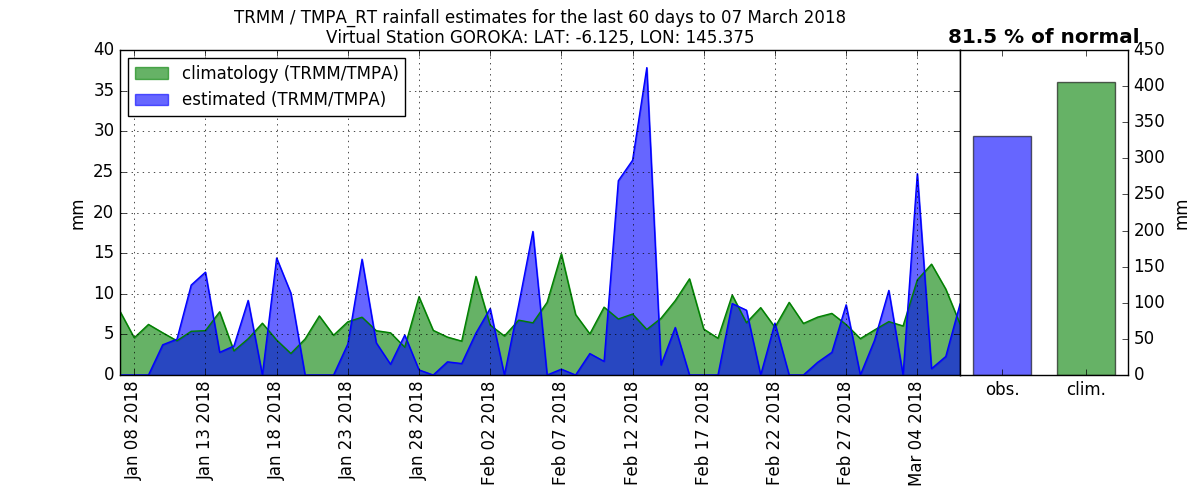 TRMM / TMPA_RT rainfall estimates for the last 60 days to 07 March 2018
Virtual Station GOROKA: LAT: -6.125, LON: 145.375
81.5 % of normal
climatology (TRMM/TMPA)
estimated (TRMM/TMPA)
mm
40
35
30
25
20
15
10
5
0
Jan 08 2018
Jan 13 2018
Jan 18 2018
Jan 23 2018
Jan 28 2018
Feb 02 2018
Feb 07 2018
Feb 12 2018
Feb 17 2018
Feb 22 2018
Feb 27 2018
Mar 04 2018
obs.
clim.
450
400
350
300
250
200
150
100
50
0
mm